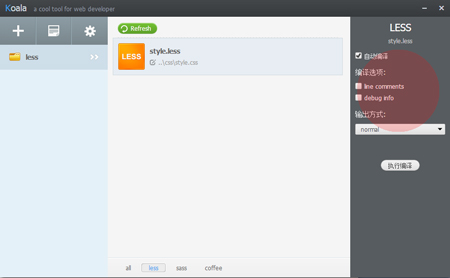 Koala a cool tool for web developer
less
Refresh
LESS
style.less
..\css\style.css
all less sass coffee
LESS
style.less
自动编译
编译选项:
line comments
debug info
输出方式:
normal
执行编译